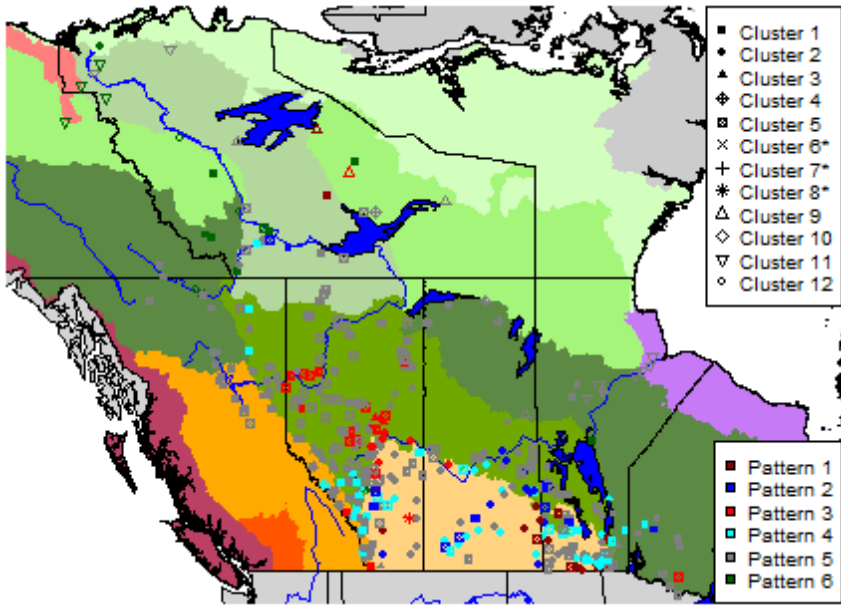 Cluster 1
Cluster 2
Cluster 3
Cluster 4
Cluster 5
Cluster 6*
Cluster 7*
Cluster 8*
Cluster 9
Cluster 10
Cluster 11
Cluster 12
Pattern 1
Pattern 2
Pattern 3
Pattern 4
Pattern 5
Pattern 6